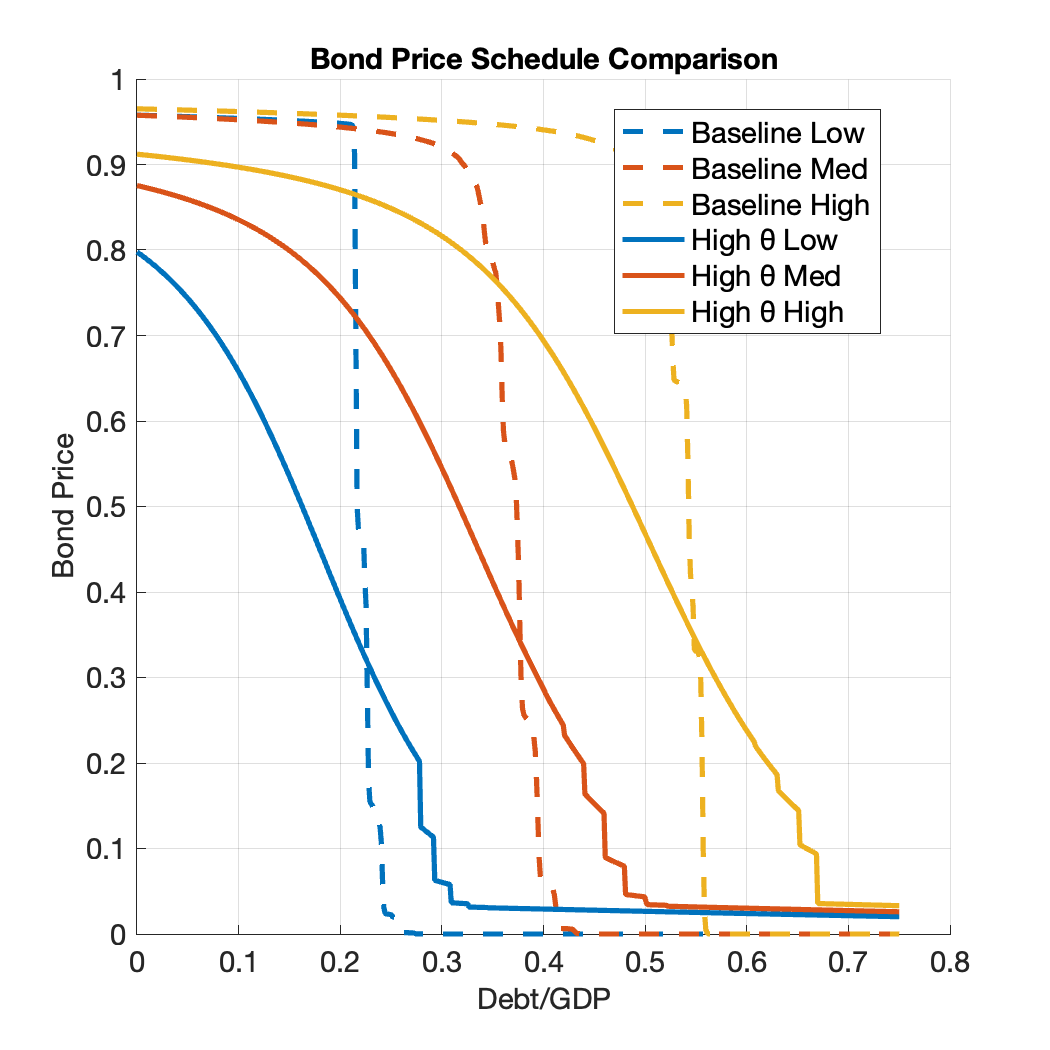 Bond Price Schedule Comparison
1
0.9
0.8
0.7
0.6
0.5
0.4
0.3
0.2
0.1
0
Bond Price
Baseline Low
Baseline Med
Baseline High
High θ Low
High θ Med
High θ High
0 0.1 0.2 0.3 0.4 0.5 0.6 0.7 0.8
Debt/GDP